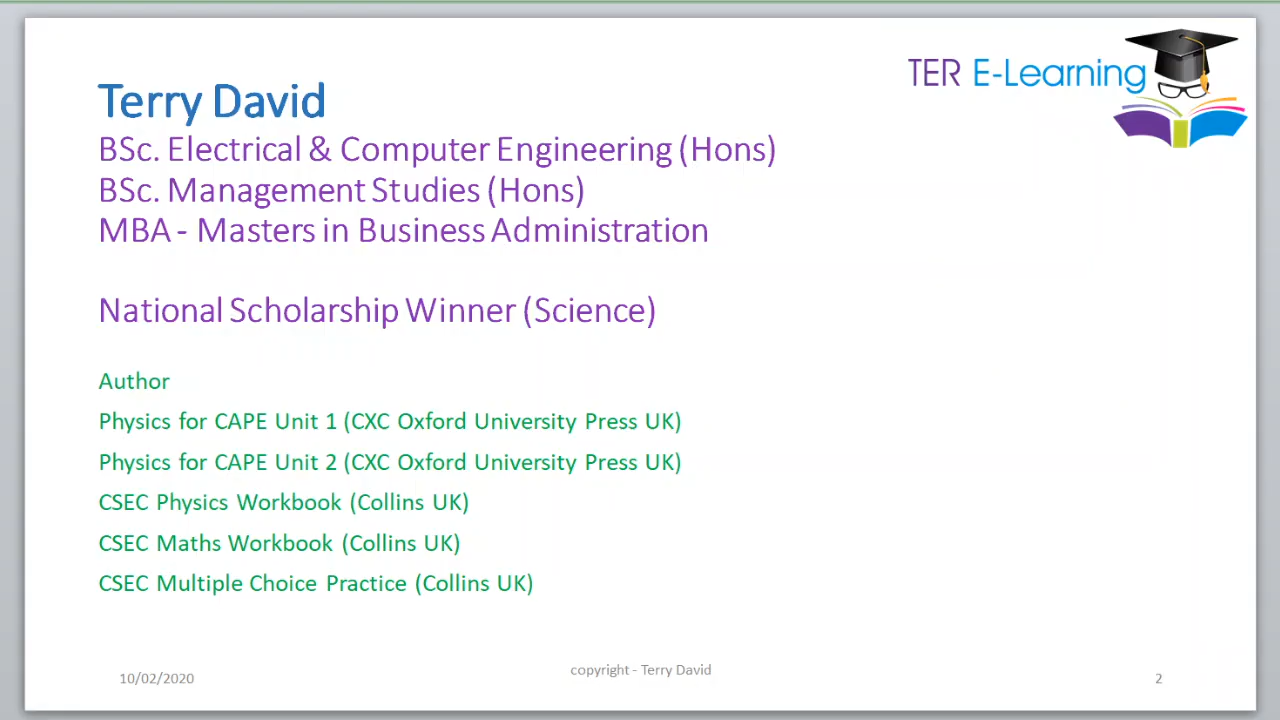 TER E-Learning
Terry David
BSc. Electrical & Computer Engineering (Hons)
BSc. Management Studies (Hons)
MBA - Masters in Business Administration
National Scholarship Winner (Science)
Author
Physics for CAPE Unit 1 (CXC Oxford University Press UK)
Physics for CAPE Unit 2 (CXC Oxford University Press UK)
CSEC Physics Workbook (Collins UK)
CSEC Maths Workbook (Collins UK)
CSEC Multiple Choice Practice (Collins UK)
10/02/2020
copyright - Terry David
2